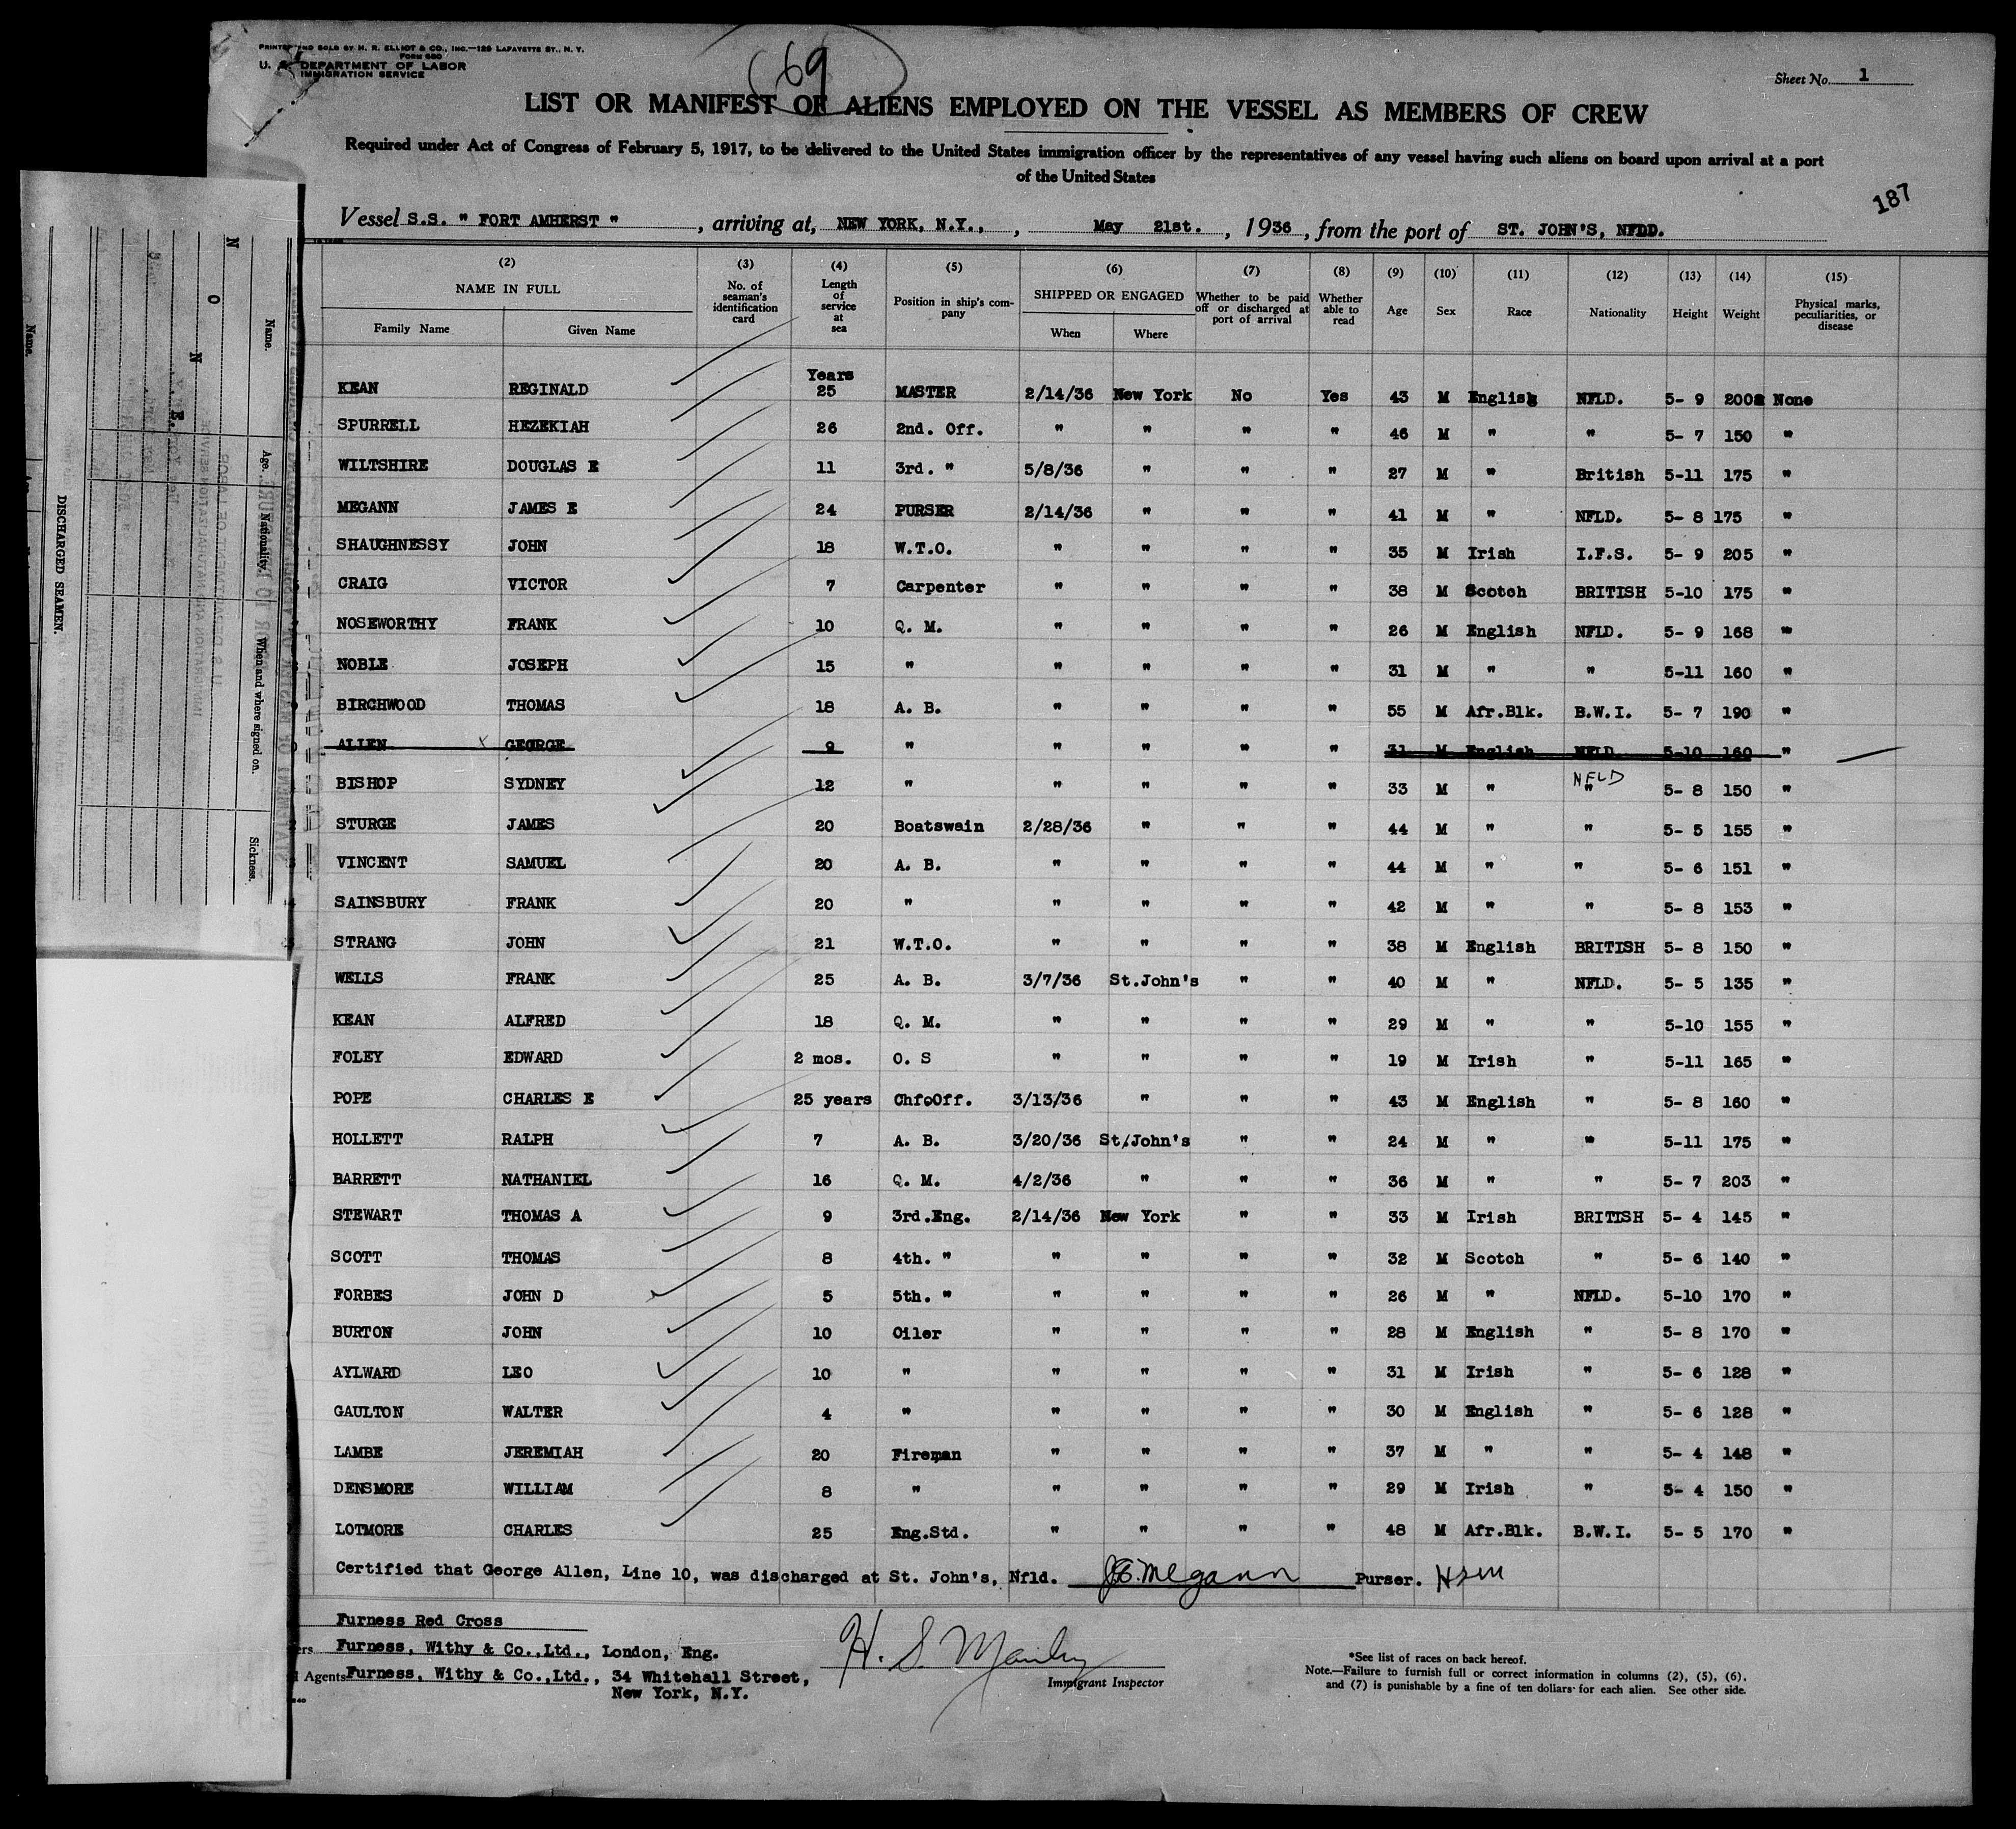 PRINTED AND SOLD BY H. R. ELLIOT & CO., INC.—125 LAFAYETTE ST., N. Y.
FORM 680
U. S. DEPARTMENT OF LABOR
IMMIGRATION SERVICE
69
Sheet No. 1
LIST OR MANIFEST OF ALIENS EMPLOYED ON THE VESSEL AS MEMBERS OF CREW
Required under Act of Congress of February 5, 1917, to be delivered to the United States immigration officer by the representatives of any vessel having such aliens on board upon arrival at a port
of the United States
187
Vessel S.S. " FORT AMHERST ", arriving at, NEW YORK, N.Y., , May 21st. , 1936, from the port of ST. JOHN'S, NFDD.
(2) (3) (4) (5) (6) (7) (8) (9) (10) (11) (12) (13) (14) (15)
NAME IN FULL No. of seaman's identification card Length of service at sea Position in ship's company SHIPPED OR ENGAGED Whether to be paid off or discharged at port of arrival Whether able to read Age Sex Race Nationality Height Weight Physical marks, peculiarities, or disease
Family Name Given Name When Where
Years
KEAN REGINALD 25 MASTER 2/14/36 New York No Yes 43 M English NFLD. 5- 9 200 None
SPURRELL HEZEKIAH 26 2nd. Off. " " " " 46 M " " 5- 7 150 "
WILTSHIRE DOUGLAS E 11 3rd. " 5/8/36 " " " 27 M " British 5-11 175 "
MEGANN JAMES E 24 PURSER 2/14/36 " " " 41 M " NFLD. 5- 8 175 "
SHAUGHNESSY JOHN 18 W.T.O. " " " " 35 M Irish I.F.S. 5- 9 205 "
CRAIG VICTOR 7 Carpenter " " " " 38 M Scotch BRITISH 5-10 175 "
NOSEWORTHY FRANK 10 Q. M. " " " " 26 M English NFLD. 5- 9 168 "
NOBLE JOSEPH 15 " " " " " 31 M " " 5-11 160 "
BIRCHWOOD THOMAS 18 A. B. " " " " 55 M Afr.Blk. B.W.I. 5- 7 190 "
ALLEN x GEORGE 9 " " " " " 31 M English NFLD 5-10 160 "
BISHOP SYDNEY 12 " " " " " 33 M " NFLD " 5- 8 150 "
STURGE JAMES 20 Boatswain 2/28/36 " " " 44 M " " 5- 5 155 "
VINCENT SAMUEL 20 A. B. " " " " 44 M " " 5- 6 151 "
SAINSBURY FRANK 20 " " " " " 42 M " " 5- 8 153 "
STRANG JOHN 21 W.T.O. " " " " 38 M English BRITISH 5- 8 150 "
WELLS FRANK 25 A. B. 3/7/36 St.John's " " 40 M " NFLD. 5- 5 135 "
KEAN ALFRED 18 Q. M. " " " " 29 M " " 5-10 155 "
FOLEY EDWARD 2 mos. O. S " " " " 19 M Irish " 5-11 165 "
POPE CHARLES E 25 years Chf.Off. 3/13/36 " " " 43 M English " 5- 8 160 "
HOLLETT RALPH 7 A. B. 3/20/36 St.John's " " 24 M " " 5-11 175 "
BARRETT NATHANIEL 16 Q. M. 4/2/36 " " " 36 M " " 5- 7 203 "
STEWART THOMAS A 9 3rd.Eng. 2/14/36 New York " " 33 M Irish BRITISH 5- 4 145 "
SCOTT THOMAS 8 4th. " " " " " 32 M Scotch " 5- 6 140 "
FORBES JOHN D 5 5th. " " " " " 26 M " NFLD. 5-10 170 "
BURTON JOHN 10 Oiler " " " " 28 M English " 5- 8 170 "
AYLWARD LEO 10 " " " " " 31 M Irish " 5- 6 128 "
GAULTON WALTER 4 " " " " " 30 M English " 5- 6 128 "
LAMBE JEREMIAH 20 Fireman " " " " 37 M " " 5- 4 148 "
DENSMORE WILLIAM 8 " " " " " 29 M Irish " 5- 4 150 "
LOTMORE CHARLES 25 Eng.Std. " " " " 48 M Afr.Blk. B.W.I. 5- 5 170 "
Certified that George Allen, Line 10, was discharged at St. John's, Nfld. J.E. Megann Purser. HSM
Furness Red Cross
Furness, Withy & Co.,Ltd., London, Eng.
Agents Furness, Withy & Co.,Ltd., 34 Whitehall Street,
New York, N.Y.
H. S. Manley
Immigrant Inspector
*See list of races on back hereof.
Note.—Failure to furnish full or correct information in columns (2), (5), (6),
and (7) is punishable by a fine of ten dollars for each alien. See other side.
DISCHARGED SEAMEN.
Name. Age. Nationality. When and where signed on. Sickness.
N O N E.
Name.